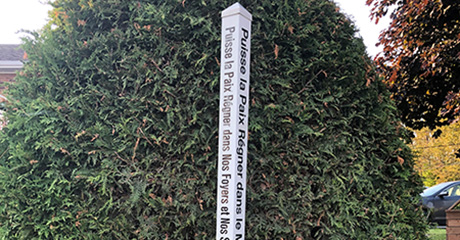 Puisse la Paix Régner dans Nos Foyers et Nos
Puisse la Paix Régner dans le